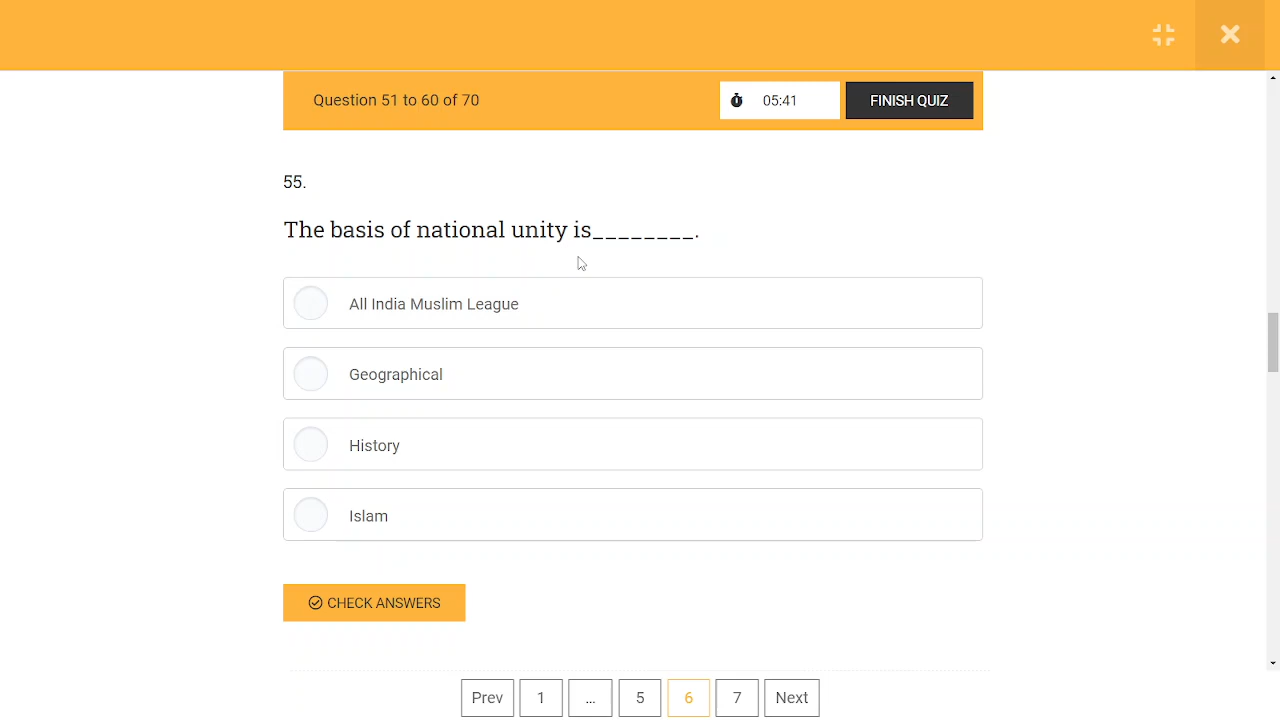 Question 51 to 60 of 70
05:41
FINISH QUIZ
55.
The basis of national unity is________.
All India Muslim League
Geographical
History
Islam
CHECK ANSWERS
Prev
1
...
5
6
7
Next